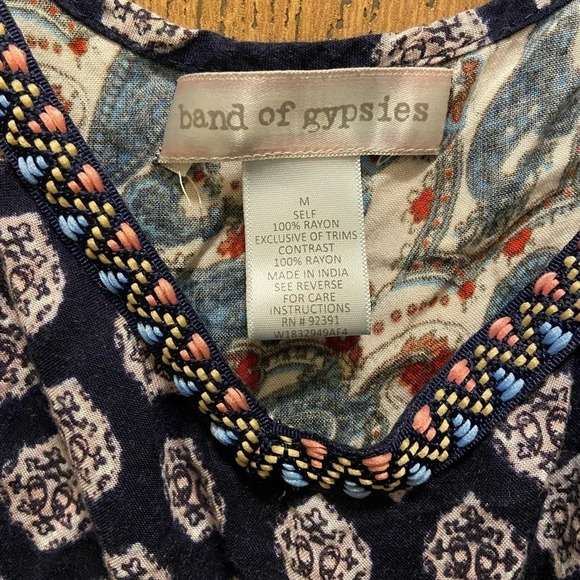 band of gypsies
M
SELF
100% RAYON
EXCLUSIVE OF TRIMS
CONTRAST
100% RAYON
MADE IN INDIA
SEE REVERSE
FOR CARE
INSTRUCTIONS
RN # 92391
W1832949AF4